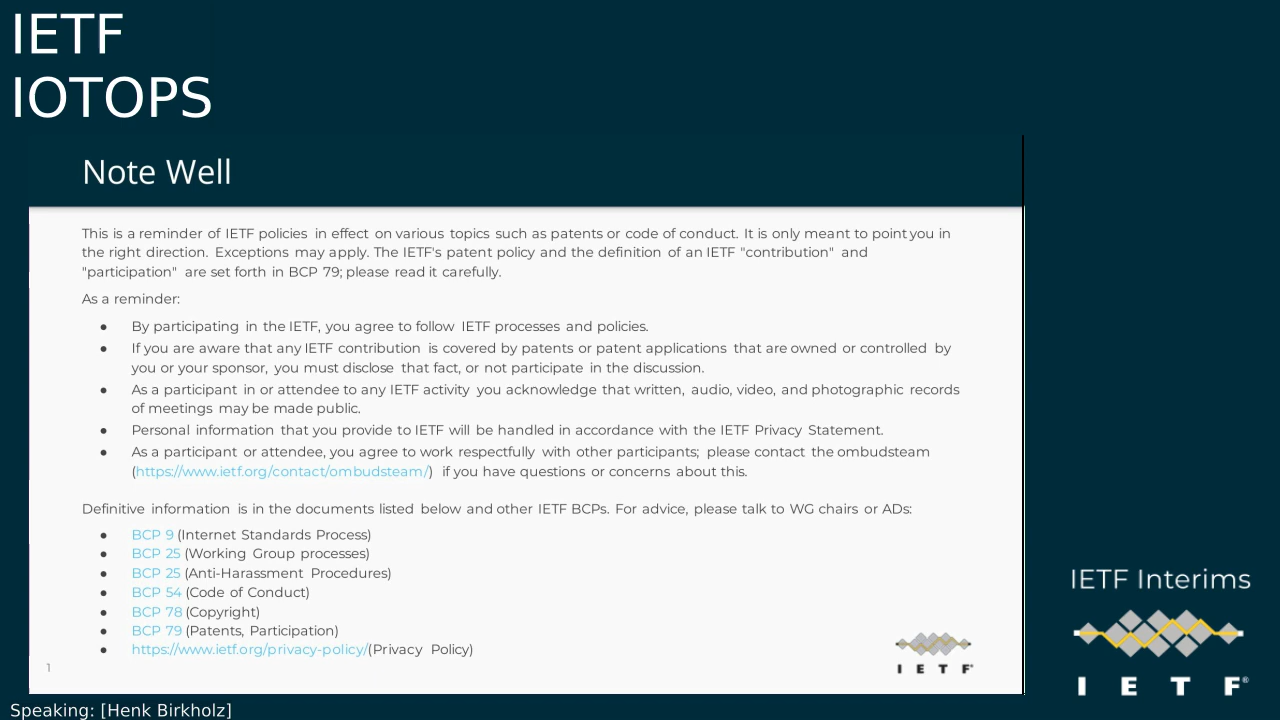 IETF
IOTOPS
Note Well
This is a reminder of IETF policies in effect on various topics such as patents or code of conduct. It is only meant to point you in
the right direction. Exceptions may apply. The IETF's patent policy and the definition of an IETF "contribution" and
"participation" are set forth in BCP 79; please read it carefully.
As a reminder:
● By participating in the IETF, you agree to follow IETF processes and policies.
● If you are aware that any IETF contribution is covered by patents or patent applications that are owned or controlled by
you or your sponsor, you must disclose that fact, or not participate in the discussion.
● As a participant in or attendee to any IETF activity you acknowledge that written, audio, video, and photographic records
of meetings may be made public.
● Personal information that you provide to IETF will be handled in accordance with the IETF Privacy Statement.
● As a participant or attendee, you agree to work respectfully with other participants; please contact the ombudsteam
(https://www.ietf.org/contact/ombudsteam/) if you have questions or concerns about this.
Definitive information is in the documents listed below and other IETF BCPs. For advice, please talk to WG chairs or ADs:
● BCP 9 (Internet Standards Process)
● BCP 25 (Working Group processes)
● BCP 25 (Anti-Harassment Procedures)
● BCP 54 (Code of Conduct)
● BCP 78 (Copyright)
● BCP 79 (Patents, Participation)
● https://www.ietf.org/privacy-policy/(Privacy Policy)
1
I E T F®
IETF Interims
I E T F®
Speaking: [Henk Birkholz]